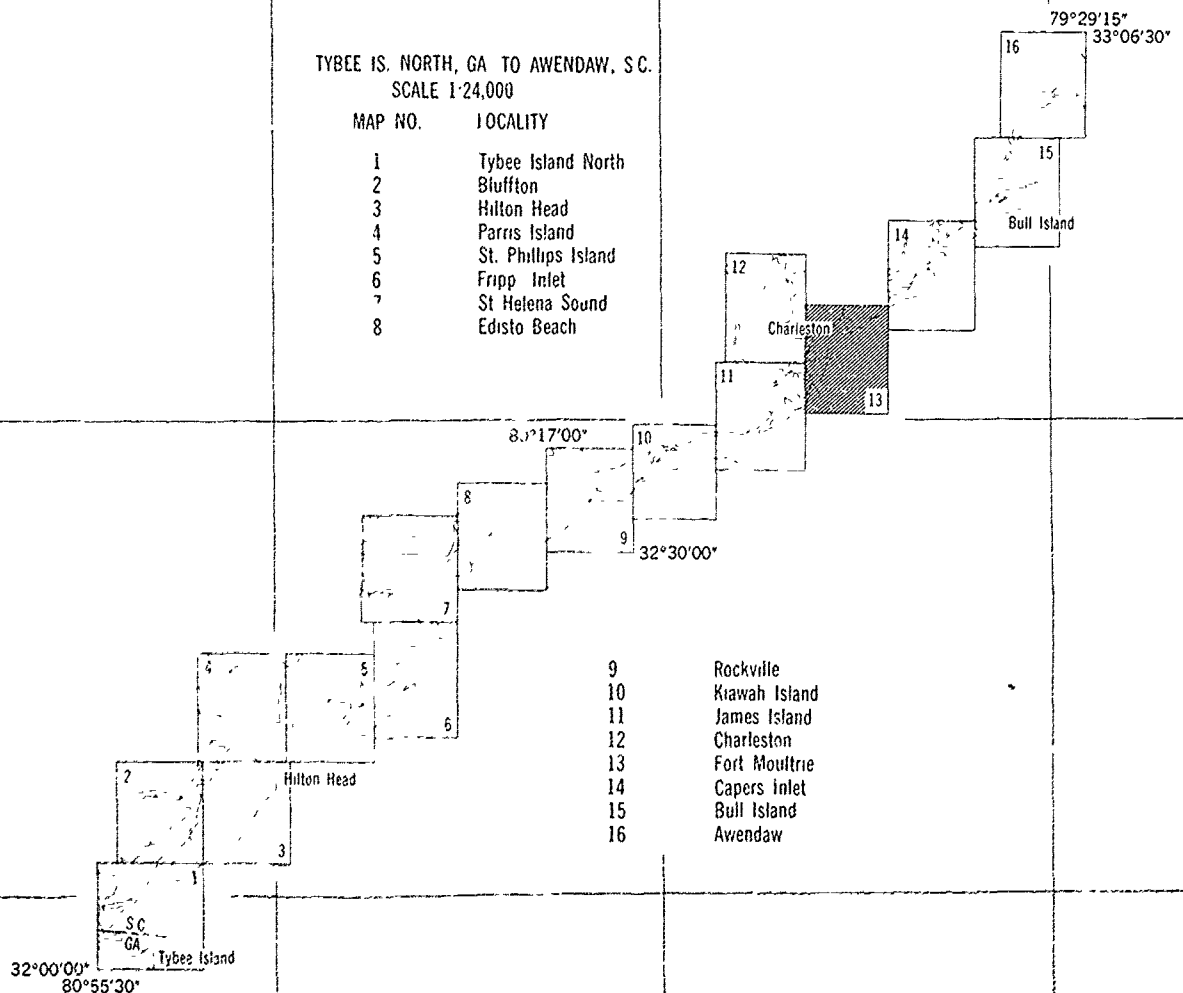 79°29'15"
33°06'30"
16
TYBEE IS. NORTH, GA TO AWENDAW, S C.
SCALE 1:24,000
MAP NO. LOCALITY
1 Tybee Island North
2 Bluffton
3 Hilton Head
4 Parris Island
5 St. Phillips Island
6 Fripp Inlet
7 St Helena Sound
8 Edisto Beach
15
Bull Island
14
12
Charleston
11
13
10
17'00"
8
9
32°30'00"
7
4
5
6
9 Rockville
10 Kiawah Island
11 James Island
12 Charleston
13 Fort Moultrie
14 Capers Inlet
15 Bull Island
16 Awendaw
2
Hilton Head
3
1
S C
GA
Tybee Island
32°00'00"
80°55'30"